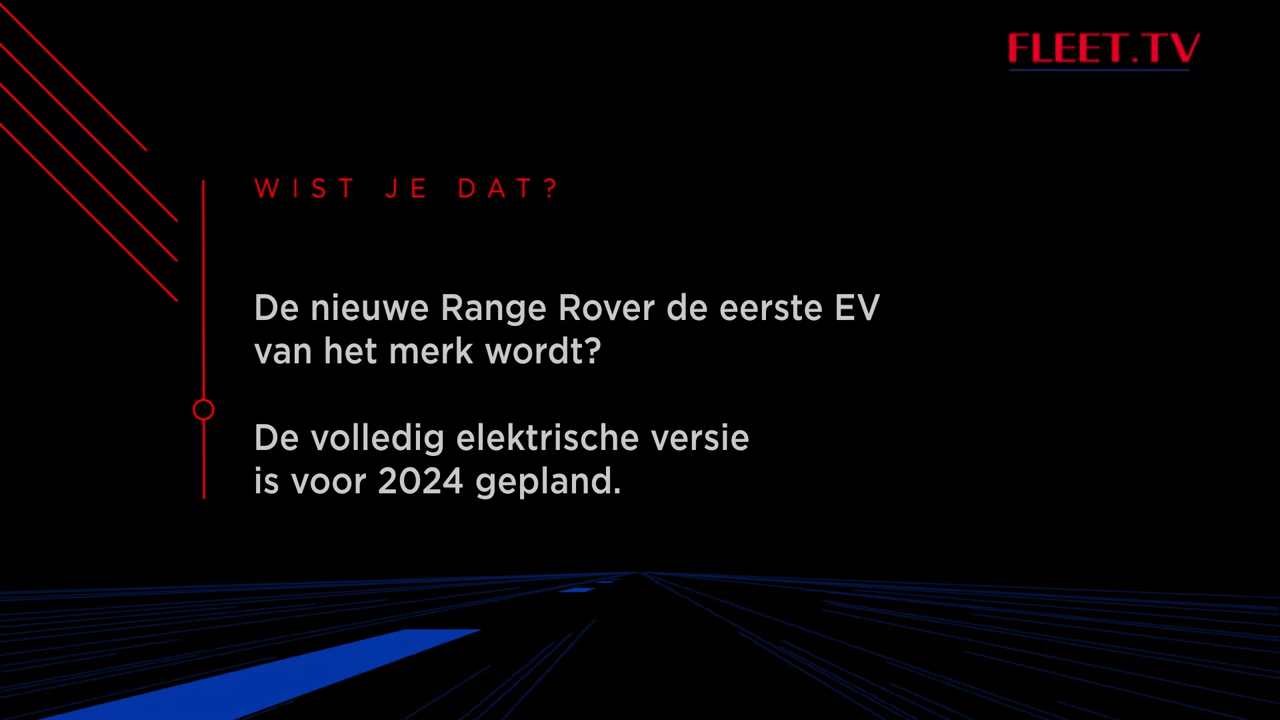 FLEET.TV
WIST JE DAT?
De nieuwe Range Rover de eerste EV
van het merk wordt?
De volledig elektrische versie
is voor 2024 gepland.